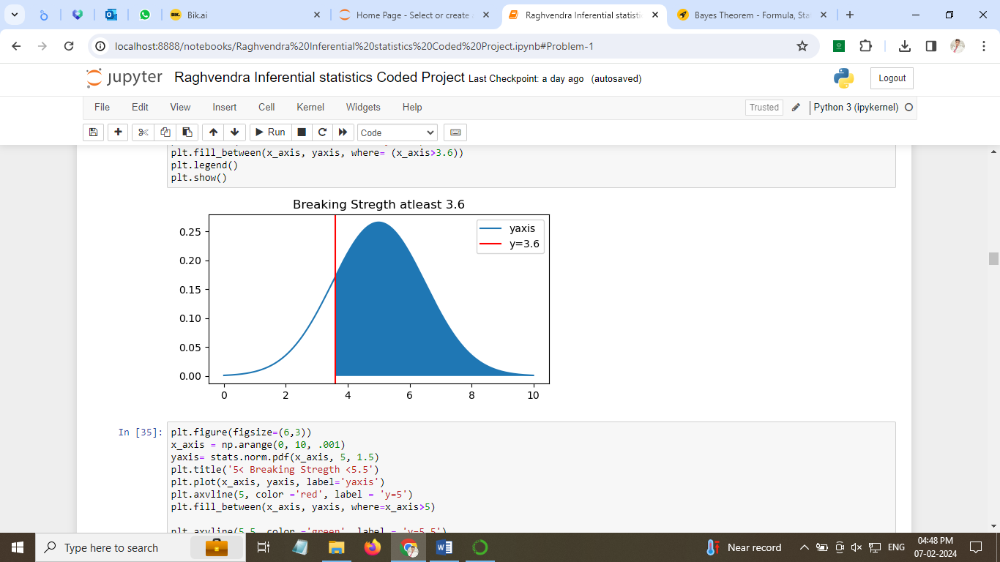 Bik.ai
Home Page - Select or create
Raghvendra Inferential statisti
Bayes Theorem - Formula, Sta
localhost:8888/notebooks/Raghvendra%20Inferential%20statistics%20Coded%20Project.ipynb#Problem-1
jupyter Raghvendra Inferential statistics Coded Project Last Checkpoint: a day ago (autosaved)
Logout
File Edit View Insert Cell Kernel Widgets Help
Trusted Python 3 (ipykernel)
Run Code
plt.fill_between(x_axis, yaxis, where= (x_axis>3.6))
plt.legend()
plt.show()
Breaking Stregth atleast 3.6
yaxis
y=3.6
0.25
0.20
0.15
0.10
0.05
0.00
0 2 4 6 8 10
In [35]:
plt.figure(figsize=(6,3))
x_axis = np.arange(0, 10, .001)
yaxis= stats.norm.pdf(x_axis, 5, 1.5)
plt.title('5< Breaking Stregth <5.5')
plt.plot(x_axis, yaxis, label='yaxis')
plt.axvline(5, color ='red', label = 'y=5')
plt.fill_between(x_axis, yaxis, where=x_axis>5)
plt.axvline(5.5, color ='green', label = 'y=5.5')
Type here to search
Near record
ENG
04:48 PM
07-02-2024